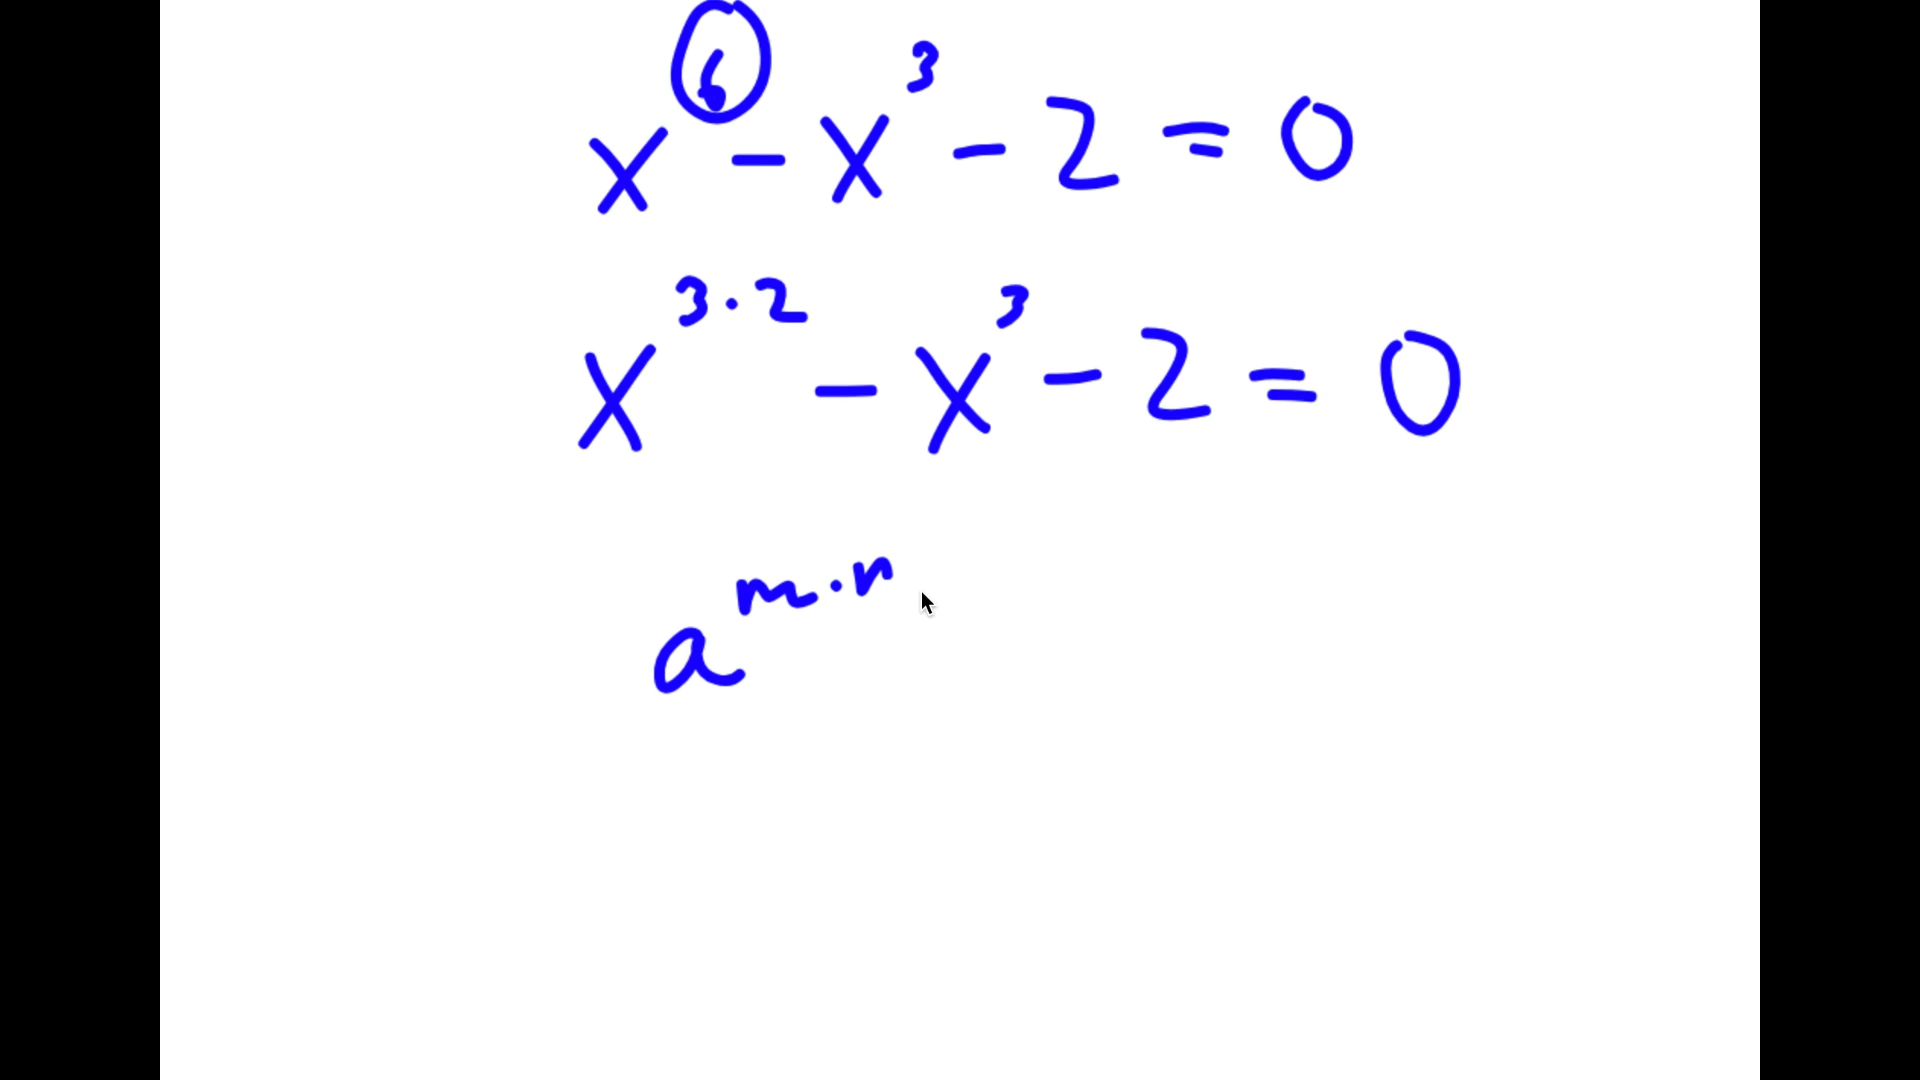 x⁶ - x³ - 2 = 0
x³·² - x³ - 2 = 0
aᵐ·ⁿ